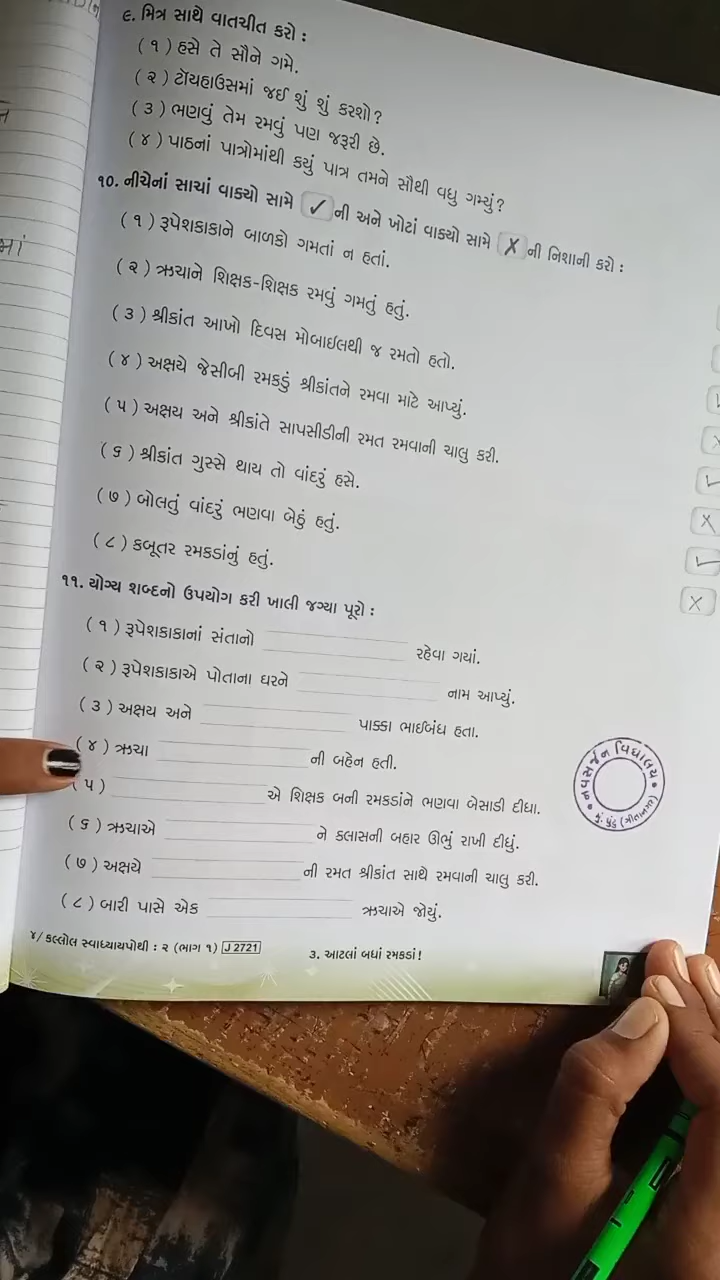 ૯. મિત્ર સાથે વાતચીત કરો :
(૧) હસે તે સૌને ગમે.
(૨) ટૉયહાઉસમાં જઈ શું શું કરશો?
(૩) ભણવું તેમ રમવું પણ જરૂરી છે.
(૪) પાઠનાં પાત્રોમાંથી કયું પાત્ર તમને સૌથી વધુ ગમ્યું?
૧૦. નીચેનાં સાચાં વાક્યો સામે ✓ ની અને ખોટાં વાક્યો સામે ✗ ની નિશાની કરો :
(૧) રૂપેશકાકાને બાળકો ગમતાં ન હતાં.
(૨) ઋચાને શિક્ષક-શિક્ષક રમવું ગમતું હતું.
(૩) શ્રીકાંત આખો દિવસ મોબાઈલથી જ રમતો હતો.
(૪) અક્ષયે જેસીબી રમકડું શ્રીકાંતને રમવા માટે આપ્યું.
(૫) અક્ષય અને શ્રીકાંતે સાપસીડીની રમત રમવાની ચાલુ કરી.
(૬) શ્રીકાંત ગુસ્સે થાય તો વાંદરું હસે.
(૭) બોલતું વાંદરું ભણવા બેઠું હતું.
(૮) કબૂતર રમકડાંનું હતું.
૧૧. યોગ્ય શબ્દનો ઉપયોગ કરી ખાલી જગ્યા પૂરો :
(૧) રૂપેશકાકાનાં સંતાનો રહેવા ગયાં.
(૨) રૂપેશકાકાએ પોતાના ઘરને નામ આપ્યું.
(૩) અક્ષય અને પાક્કા ભાઈબંધ હતા.
(૪) ઋચા ની બહેન હતી.
(૫) એ શિક્ષક બની રમકડાંને ભણવા બેસાડી દીધા.
(૬) ઋચાએ ને ક્લાસની બહાર ઊભું રાખી દીધું.
(૭) અક્ષયે ની રમત શ્રીકાંત સાથે રમવાની ચાલુ કરી.
(૮) બારી પાસે એક ઋચાએ જોયું.
નવસર્જન વિદ્યાલય
૪/ કલ્લોલ સ્વાધ્યાયપોથી : ૨ (ભાગ ૧) J 2721
૩. આટલાં બધાં રમકડાં!